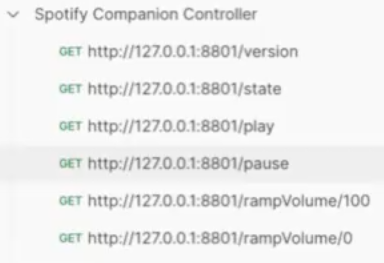 Spotify Companion Controller
GET http://127.0.0.1:8801/version
GET http://127.0.0.1:8801/state
GET http://127.0.0.1:8801/play
GET http://127.0.0.1:8801/pause
GET http://127.0.0.1:8801/rampVolume/100
GET http://127.0.0.1:8801/rampVolume/0